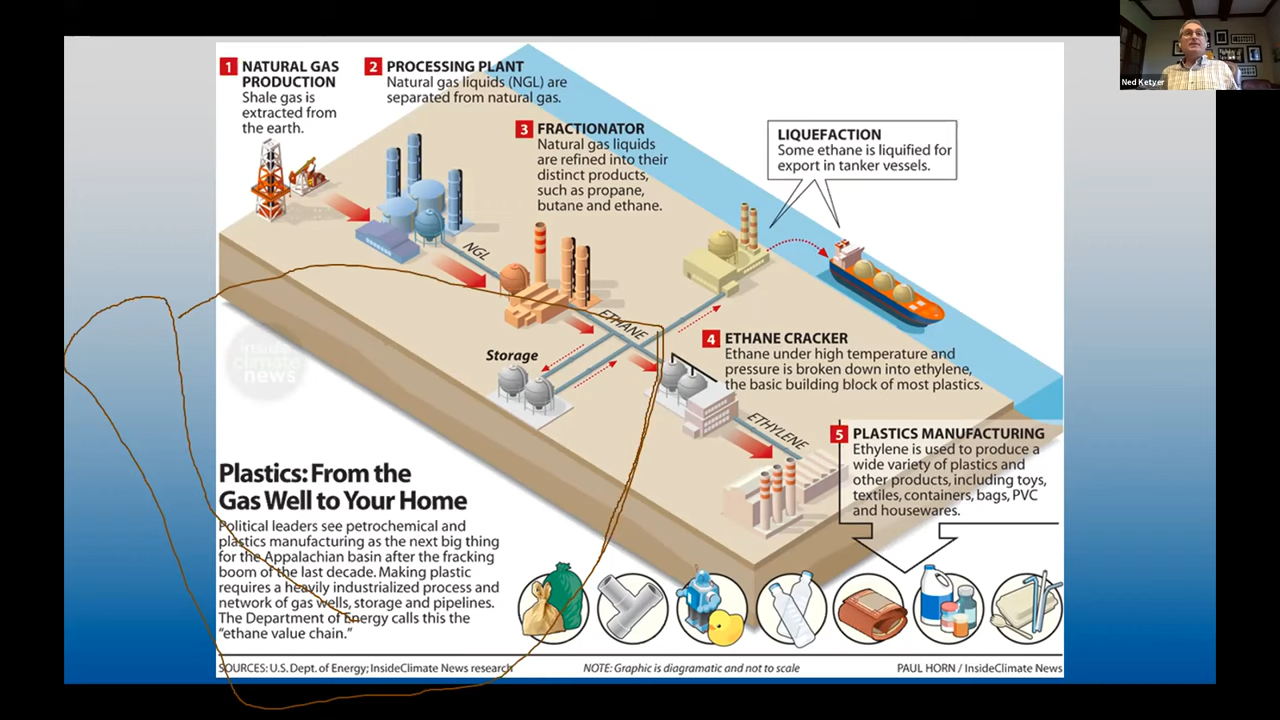 Ned Ketyer
1 NATURAL GAS
PRODUCTION
Shale gas is
extracted from
the earth.
2 PROCESSING PLANT
Natural gas liquids (NGL) are
separated from natural gas.
3 FRACTIONATOR
Natural gas liquids
are refined into their
distinct products,
such as propane,
butane and ethane.
LIQUEFACTION
Some ethane is liquified for
export in tanker vessels.
NGL
ETHANE
Storage
4 ETHANE CRACKER
Ethane under high temperature and
pressure is broken down into ethylene,
the basic building block of most plastics.
inside
climate
news
ETHYLENE
5 PLASTICS MANUFACTURING
Ethylene is used to produce a
wide variety of plastics and
other products, including toys,
textiles, containers, bags, PVC
and housewares.
Plastics: From the
Gas Well to Your Home
Political leaders see petrochemical and
plastics manufacturing as the next big thing
for the Appalachian basin after the fracking
boom of the last decade. Making plastic
requires a heavily industrialized process and
network of gas wells, storage and pipelines.
The Department of Energy calls this the
“ethane value chain.”
SOURCES: U.S. Dept. of Energy; InsideClimate News research
NOTE: Graphic is diagramatic and not to scale
PAUL HORN / InsideClimate News